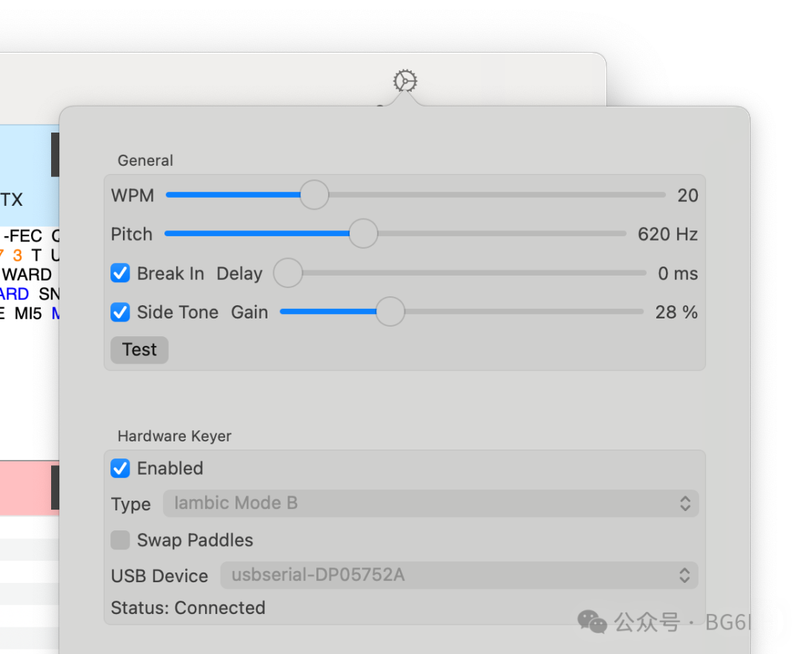 General
WPM 20
Pitch 620 Hz
Break In Delay 0 ms
Side Tone Gain 28 %
Test
Hardware Keyer
Enabled
Type Iambic Mode B
Swap Paddles
USB Device usbserial-DP05752A
Status: Connected
TX
-FEC
3 T U
WARD
ARD SN
E MI5
公众号 · BG6